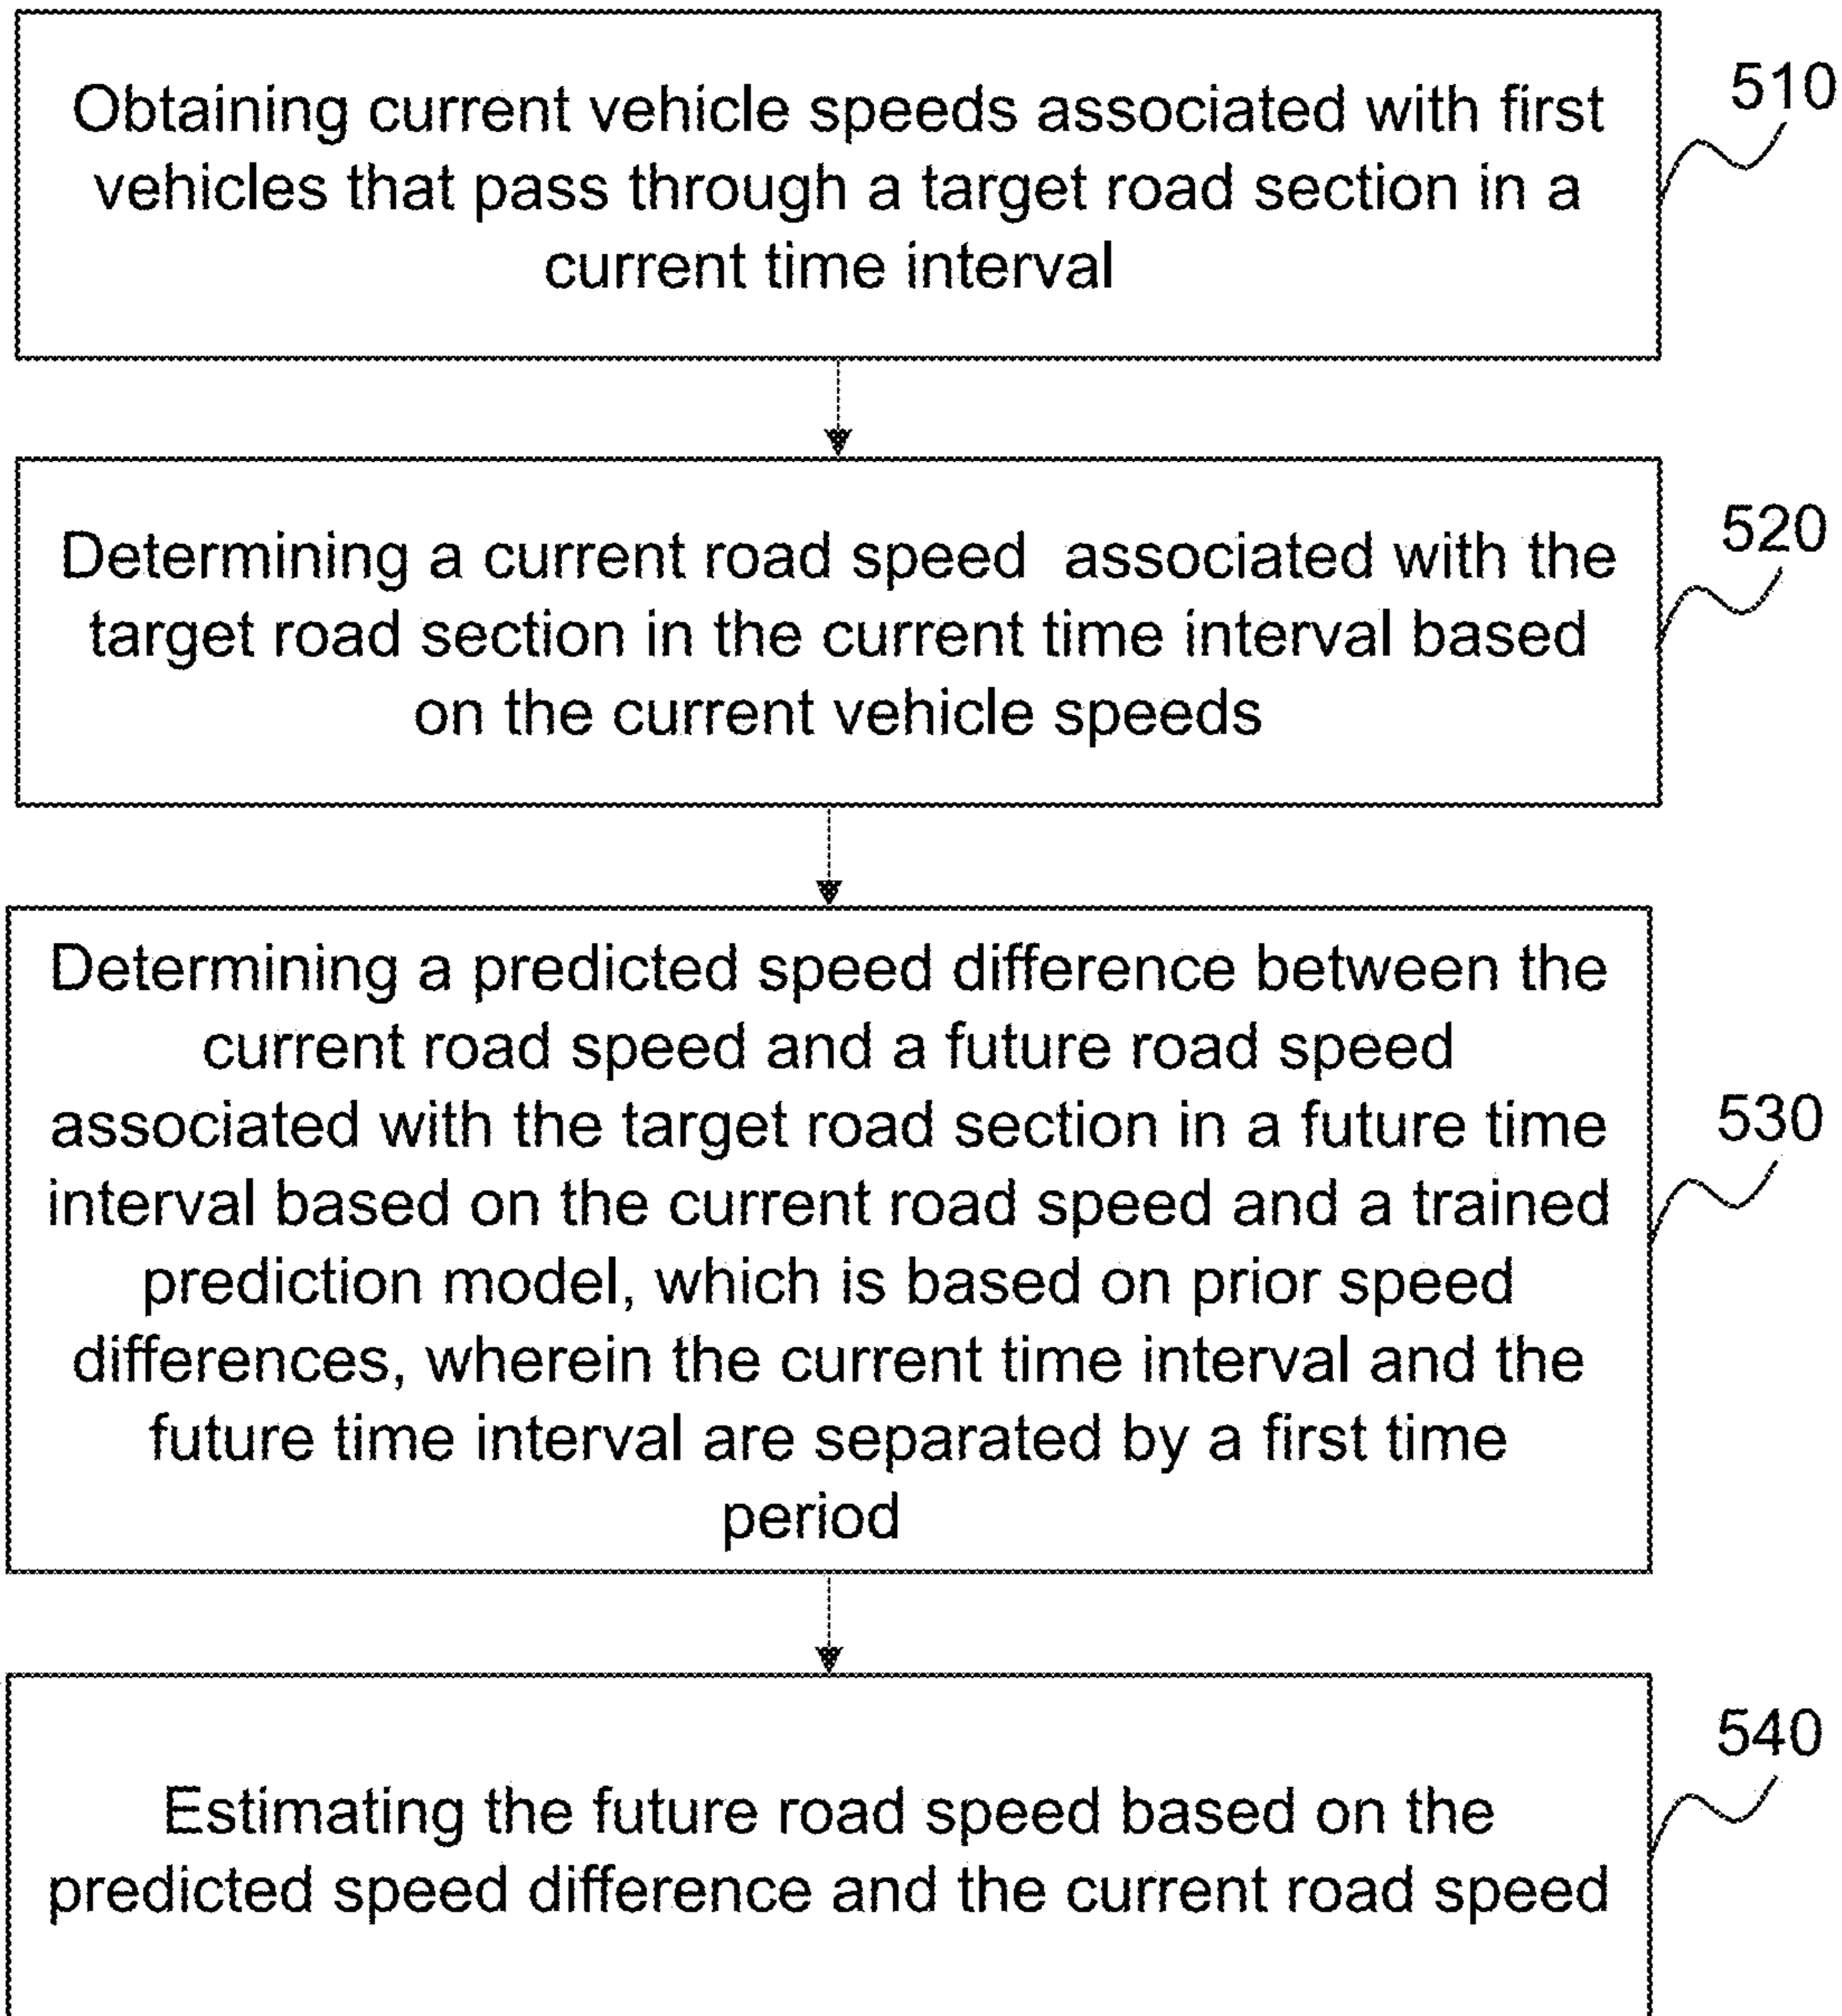 Obtaining current vehicle speeds associated with first
vehicles that pass through a target road section in a
current time interval
510
Determining a current road speed  associated with the
target road section in the current time interval based
on the current vehicle speeds
520
Determining a predicted speed difference between the
current road speed and a future road speed
associated with the target road section in a future time
interval based on the current road speed and a trained
prediction model, which is based on prior speed
differences, wherein the current time interval and the
future time interval are separated by a first time
period
530
Estimating the future road speed based on the
predicted speed difference and the current road speed
540